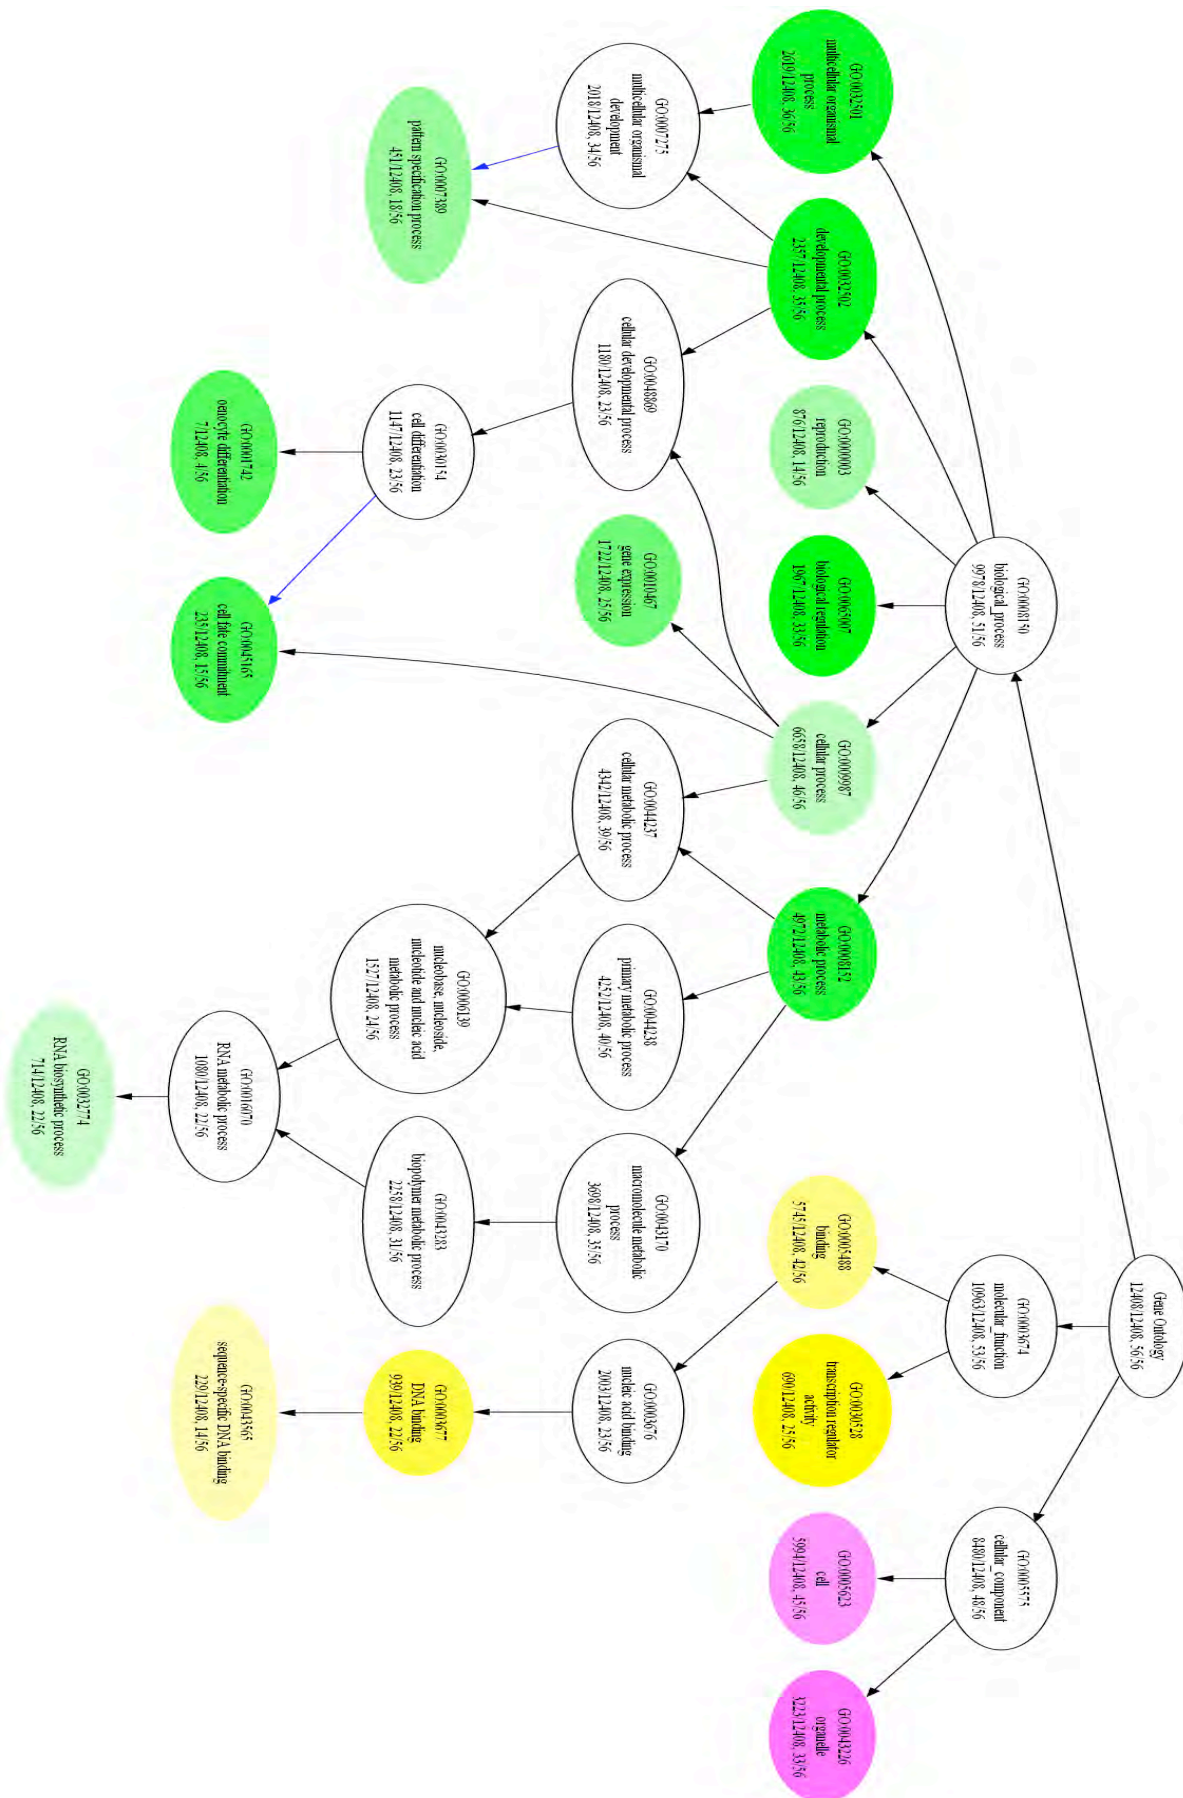 Gene Ontology
12408/12408, 56/56
GO:0008150
biological_process
9978/12408, 51/56
GO:0003674
molecular_function
10963/12408, 53/56
GO:0005575
cellular_component
8480/12408, 48/56
GO:0032501
multicellular organismal
process
2619/12408, 36/56
GO:0032502
developmental process
2357/12408, 35/56
GO:0000003
reproduction
876/12408, 14/56
GO:0065007
biological regulation
1967/12408, 33/56
GO:0009987
cellular process
6658/12408, 46/56
GO:0008152
metabolic process
4972/12408, 43/56
GO:0005488
binding
5745/12408, 42/56
GO:0030528
transcription regulator
activity
690/12408, 25/56
GO:0005623
cell
5994/12408, 45/56
GO:0043226
organelle
3223/12408, 33/56
GO:0007275
multicellular organismal
development
2018/12408, 34/56
GO:0048869
cellular developmental process
1180/12408, 23/56
GO:0010467
gene expression
1722/12408, 25/56
GO:0044237
cellular metabolic process
4342/12408, 39/56
GO:0044238
primary metabolic process
4252/12408, 40/56
GO:0043170
macromolecule metabolic
process
3698/12408, 35/56
GO:0003676
nucleic acid binding
2003/12408, 23/56
GO:0007389
pattern specification process
451/12408, 18/56
GO:0030154
cell differentiation
1147/12408, 23/56
GO:0006139
nucleobase, nucleoside,
nucleotide and nucleic acid
metabolic process
1527/12408, 24/56
GO:0043283
biopolymer metabolic process
2258/12408, 31/56
GO:0003677
DNA binding
939/12408, 22/56
GO:0001742
oenocyte differentiation
7/12408, 4/56
GO:0045165
cell fate commitment
235/12408, 15/56
GO:0016070
RNA metabolic process
1080/12408, 22/56
GO:0043565
sequence-specific DNA binding
229/12408, 14/56
GO:0032774
RNA biosynthetic process
714/12408, 22/56